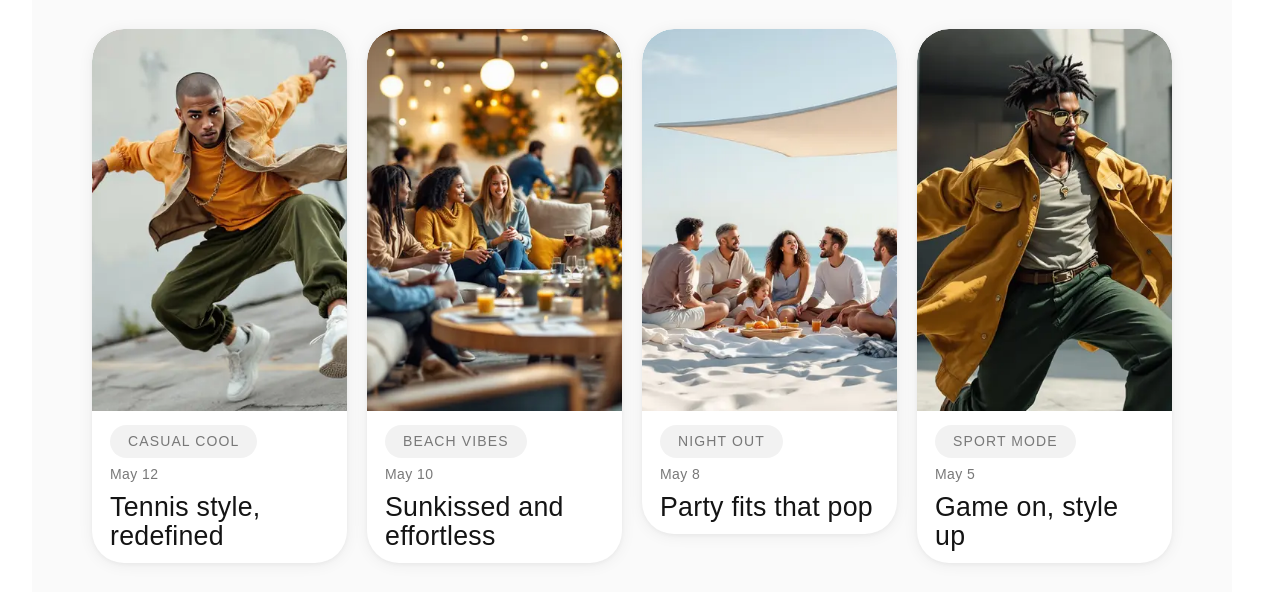 CASUAL COOL
May 12
Tennis style,
redefined
BEACH VIBES
May 10
Sunkissed and
effortless
NIGHT OUT
May 8
Party fits that pop
SPORT MODE
May 5
Game on, style
up